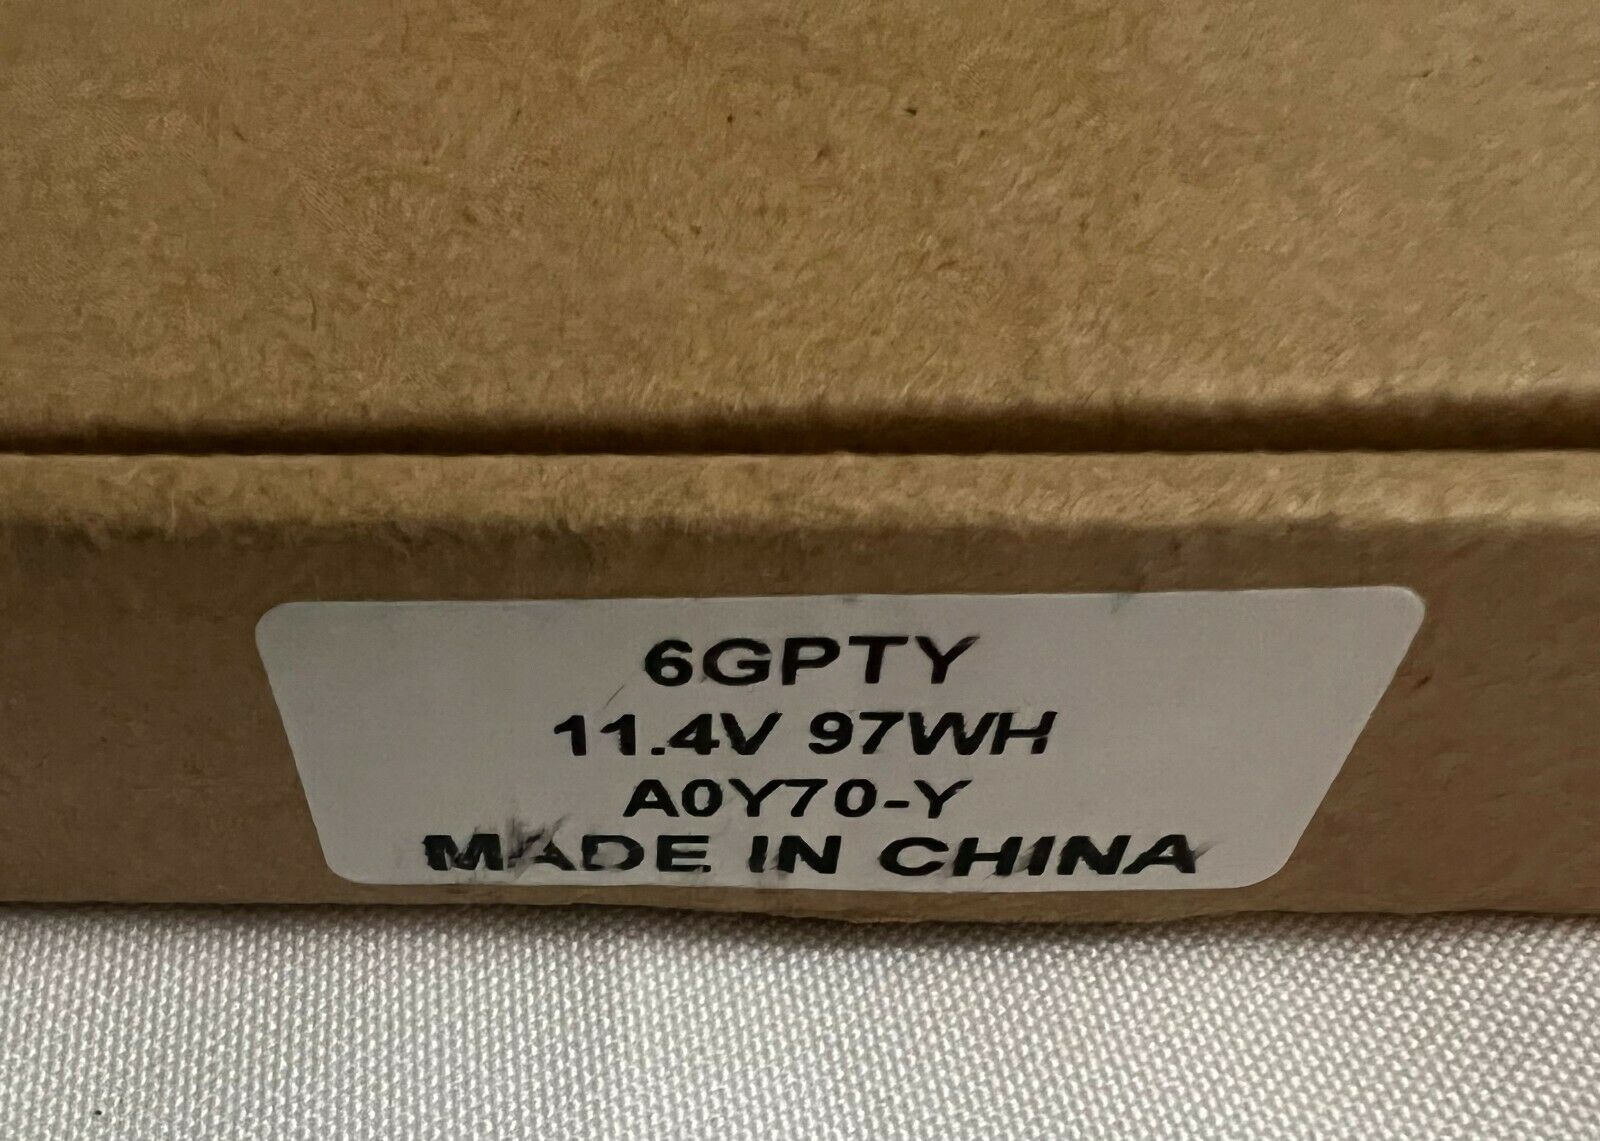 6GPTY
11.4V 97WH
A0Y70-Y
MADE IN CHINA